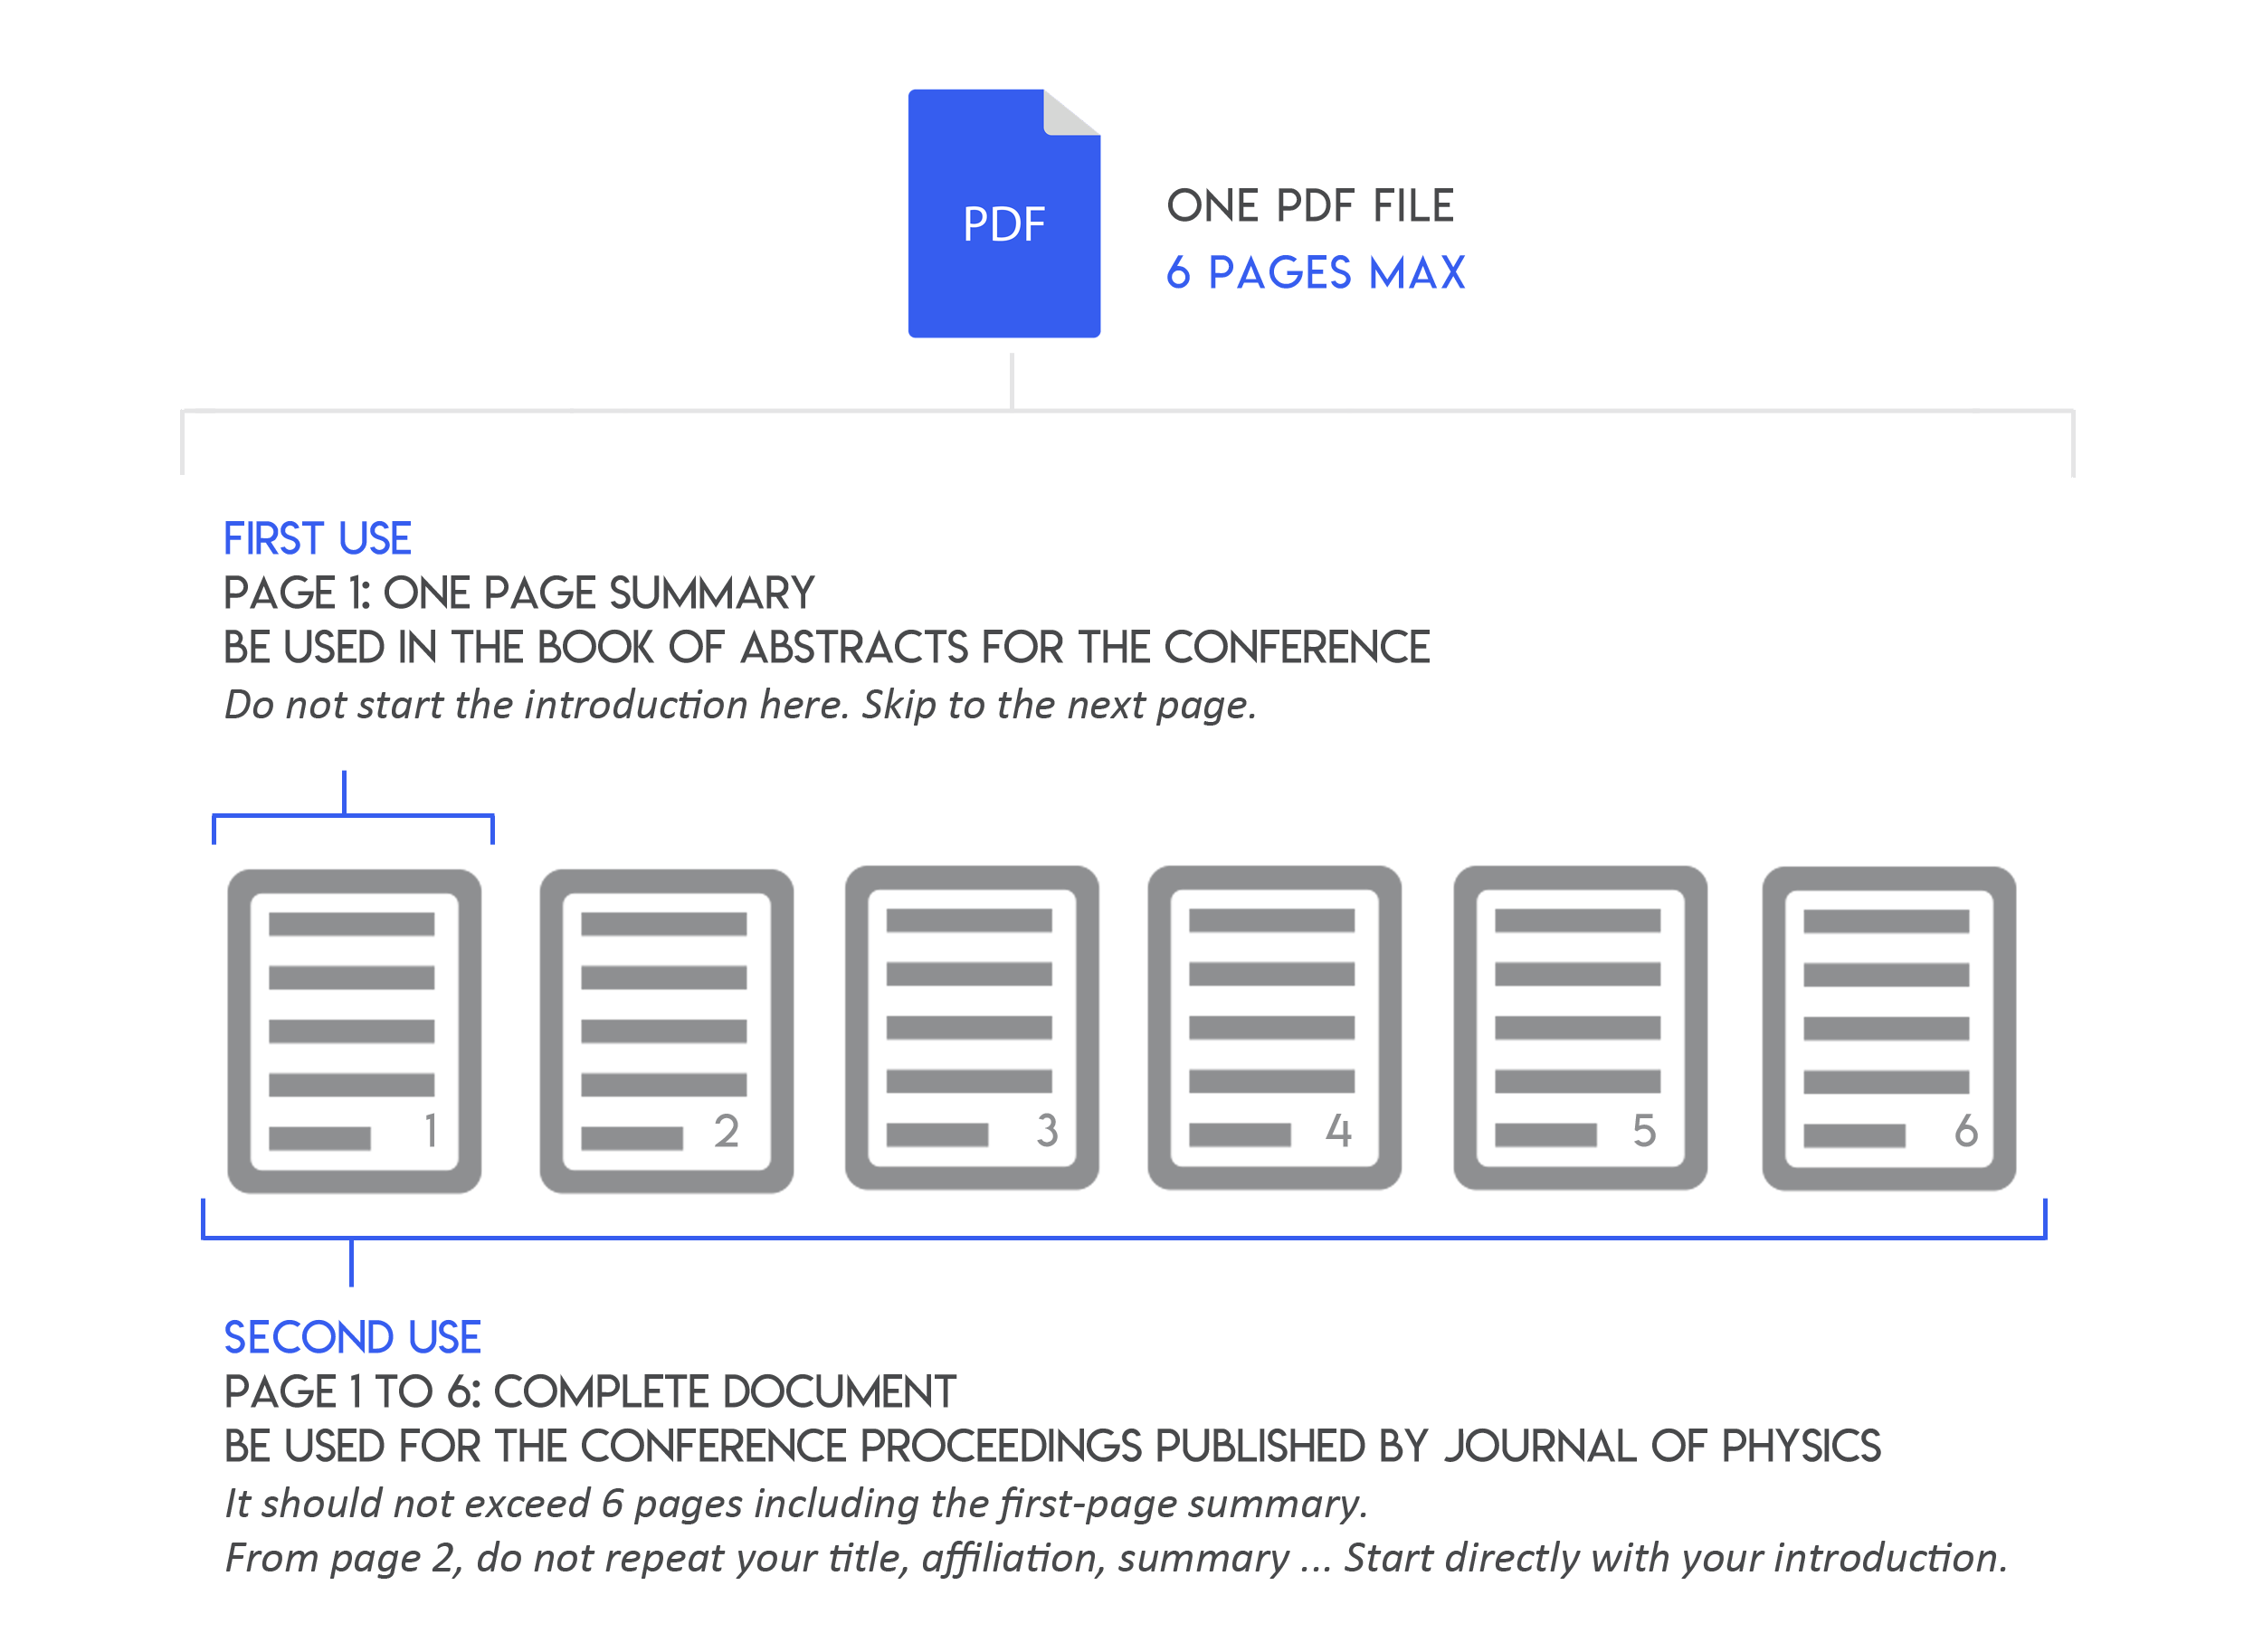 PDF
ONE PDF FILE
6 PAGES MAX
FIRST USE
PAGE 1: ONE PAGE SUMMARY
BE USED IN THE BOOK OF ABSTRACTS FOR THE CONFERENCE
Do not start the introduction here. Skip to the next page.
1
2
3
4
5
6
SECOND USE
PAGE 1 TO 6: COMPLETE DOCUMENT
BE USED FOR THE CONFERENCE PROCEEDINGS PUBLISHED BY JOURNAL OF PHYSICS
It should not exceed 6 pages including the first-page summary.
From page 2, do not repeat your title, affiliation, summary ... Start directly with your introduction.